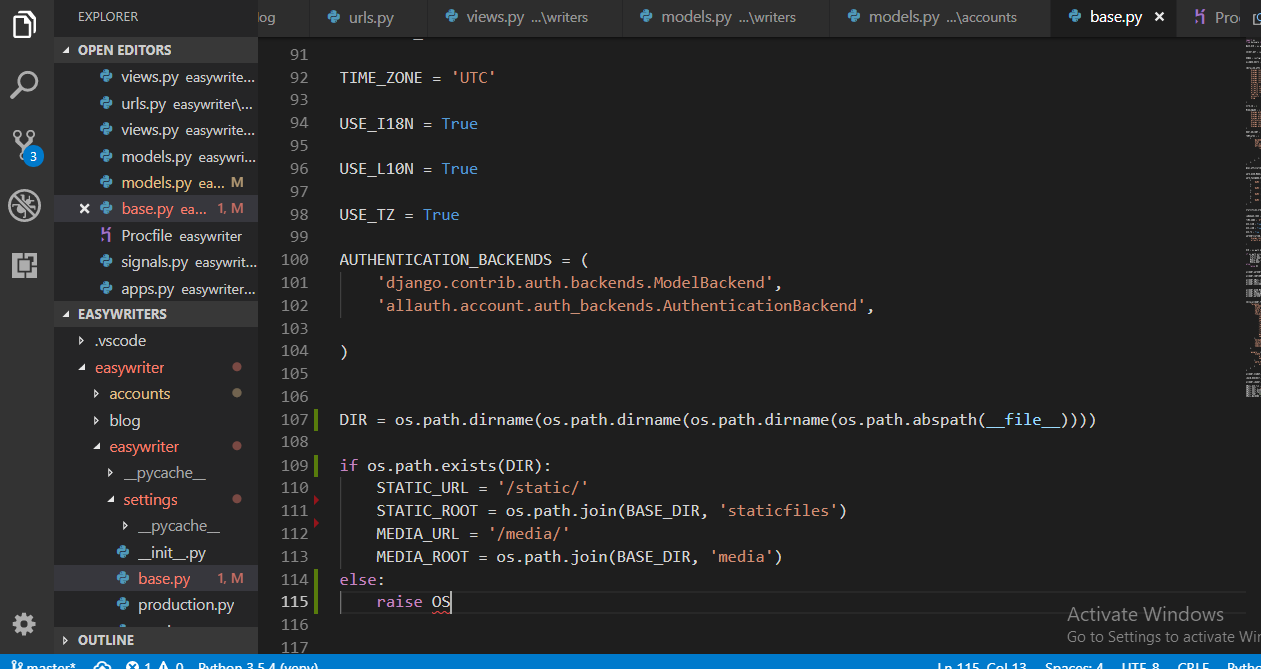 EXPLORER
OPEN EDITORS
views.py easywrite...
urls.py easywriter\...
views.py easywrite...
models.py easywri...
models.py ea... M
base.py ea... 1, M
Procfile easywriter
signals.py easywrit...
apps.py easywriter...
EASYWRITERS
.vscode
easywriter
accounts
blog
easywriter
__pycache__
settings
__pycache__
__init__.py
base.py 1, M
production.py
OUTLINE
3
log urls.py views.py ...\writers models.py ...\writers models.py ...\accounts base.py Pro
91
92 TIME_ZONE = 'UTC'
93
94 USE_I18N = True
95
96 USE_L10N = True
97
98 USE_TZ = True
99
100 AUTHENTICATION_BACKENDS = (
101 'django.contrib.auth.backends.ModelBackend',
102 'allauth.account.auth_backends.AuthenticationBackend',
103
104 )
105
106
107 DIR = os.path.dirname(os.path.dirname(os.path.dirname(os.path.abspath(__file__))))
108
109 if os.path.exists(DIR):
110 STATIC_URL = '/static/'
111 STATIC_ROOT = os.path.join(BASE_DIR, 'staticfiles')
112 MEDIA_URL = '/media/'
113 MEDIA_ROOT = os.path.join(BASE_DIR, 'media')
114 else:
115 raise OS
116
117
Activate Windows
Go to Settings to activate Wi
master* 1 0 Python 3.5.4 (venv) Ln 115, Col 13 Spaces: 4 UTF-8 CRLF Pytho